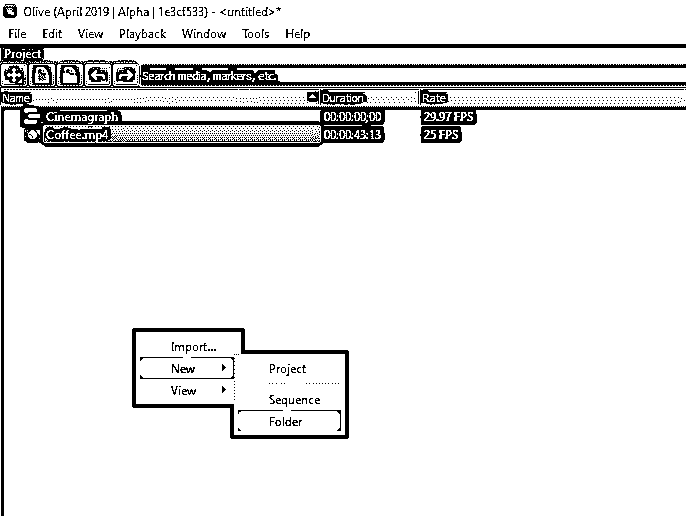 Olive (April 2019 | Alpha | 1e3cf533) - <untitled>*
File Edit View Playback Window Tools Help
Project
Search media, markers, etc.
Name Duration Rate
Cinemagraph 00:00:00;00 29.97 FPS
Coffee.mp4 00:00:43:13 25 FPS
Import...
New Project
View Sequence
Folder